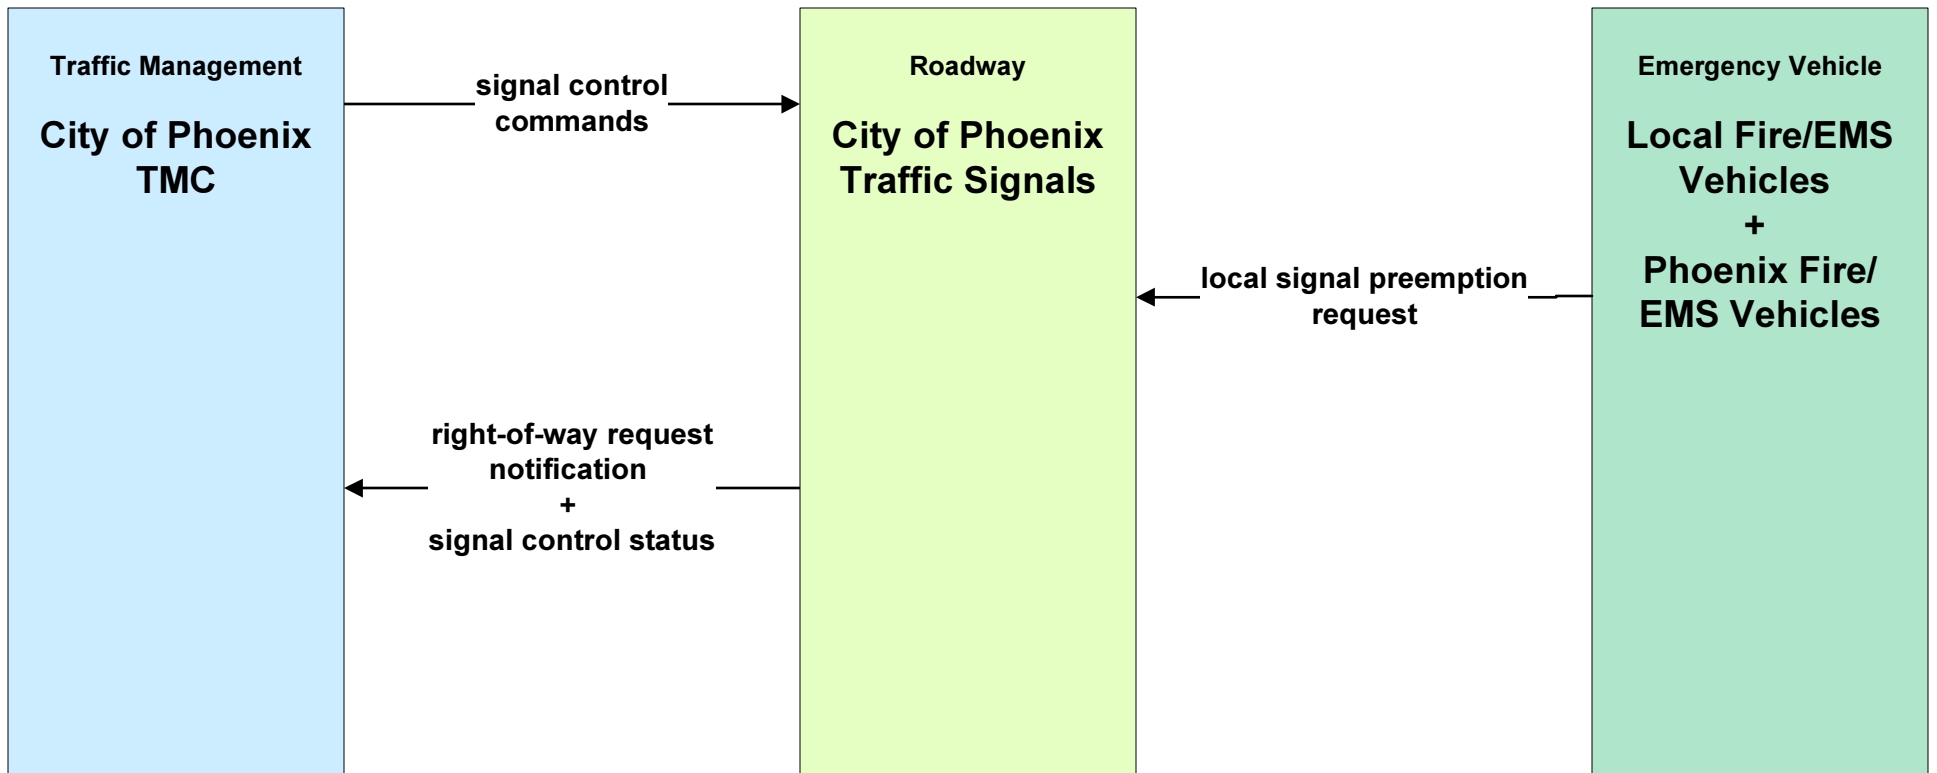 Traffic Management
City of Phoenix
TMC
signal control
commands
right-of-way request
notification
+
signal control status
Roadway
City of Phoenix
Traffic Signals
local signal preemption
request
Emergency Vehicle
Local Fire/EMS
Vehicles
+
Phoenix Fire/
EMS Vehicles